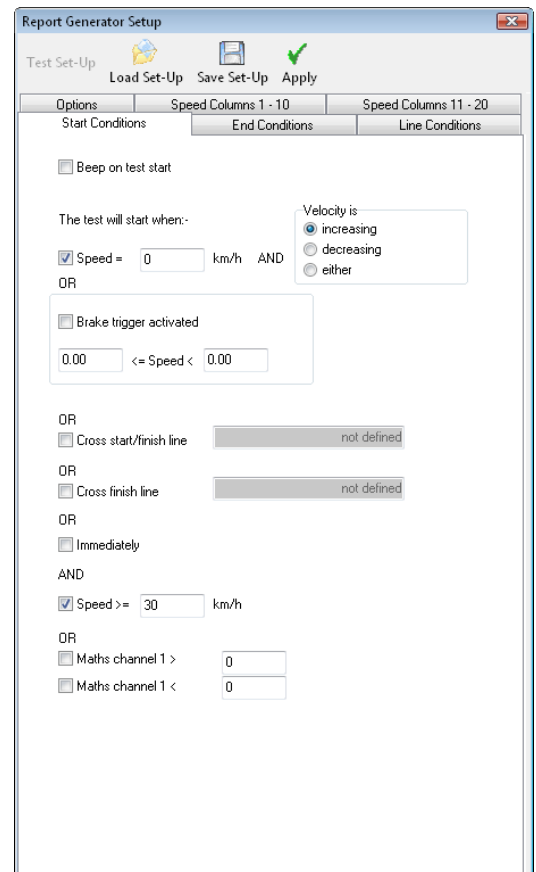 Report Generator Setup
Test Set-Up
Load Set-Up Save Set-Up Apply
Options Speed Columns 1 - 10 Speed Columns 11 - 20
Start Conditions End Conditions Line Conditions
Beep on test start
The test will start when:-
Velocity is
increasing
decreasing
either
Speed = 0 km/h AND
OR
Brake trigger activated
0.00 <= Speed < 0.00
OR
Cross start/finish line not defined
OR
Cross finish line not defined
OR
Immediately
AND
Speed >= 30 km/h
OR
Maths channel 1 > 0
Maths channel 1 < 0